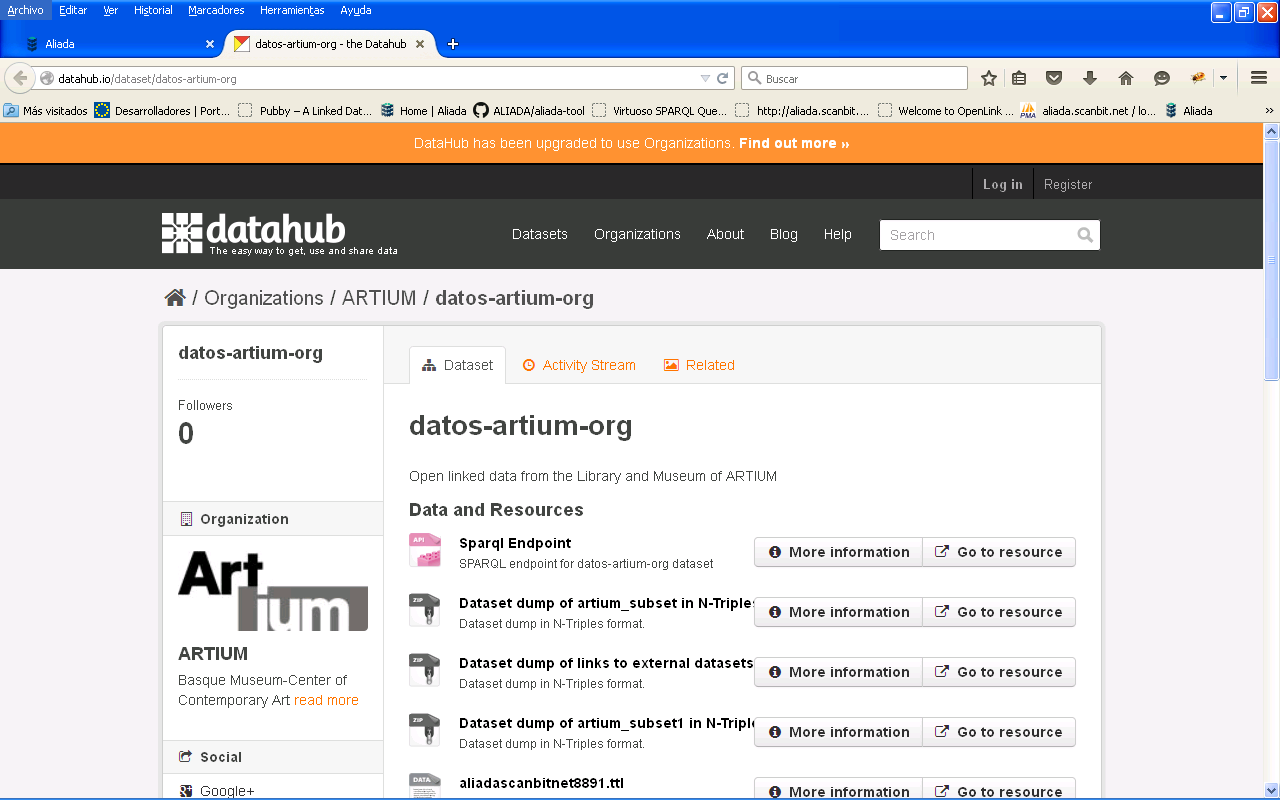 Archivo Editar Ver Historial Marcadores Herramientas Ayuda
Aliada
datos-artium-org - the Datahub
datahub.io/dataset/datos-artium-org
Buscar
Más visitados Desarrolladores | Port... Pubby – A Linked Dat... Home | Aliada ALIADA/aliada-tool Virtuoso SPARQL Que... http://aliada.scanbit.... Welcome to OpenLink ... aliada.scanbit.net / lo... Aliada
DataHub has been upgraded to use Organizations. Find out more »
Log in Register
datahub
The easy way to get, use and share data
Datasets Organizations About Blog Help Search
/ Organizations / ARTIUM / datos-artium-org
datos-artium-org
Followers
0
Organization
Artium
ARTIUM
Basque Museum-Center of
Contemporary Art read more
Social
Google+
Dataset Activity Stream Related
datos-artium-org
Open linked data from the Library and Museum of ARTIUM
Data and Resources
API
Sparql Endpoint
SPARQL endpoint for datos-artium-org dataset
More information Go to resource
ZIP
Dataset dump of artium_subset in N-Triples
Dataset dump in N-Triples format.
More information Go to resource
ZIP
Dataset dump of links to external datasets
Dataset dump in N-Triples format.
More information Go to resource
ZIP
Dataset dump of artium_subset1 in N-Triple
Dataset dump in N-Triples format.
More information Go to resource
DATA
aliadascanbitnet8891.ttl
More information Go to resource